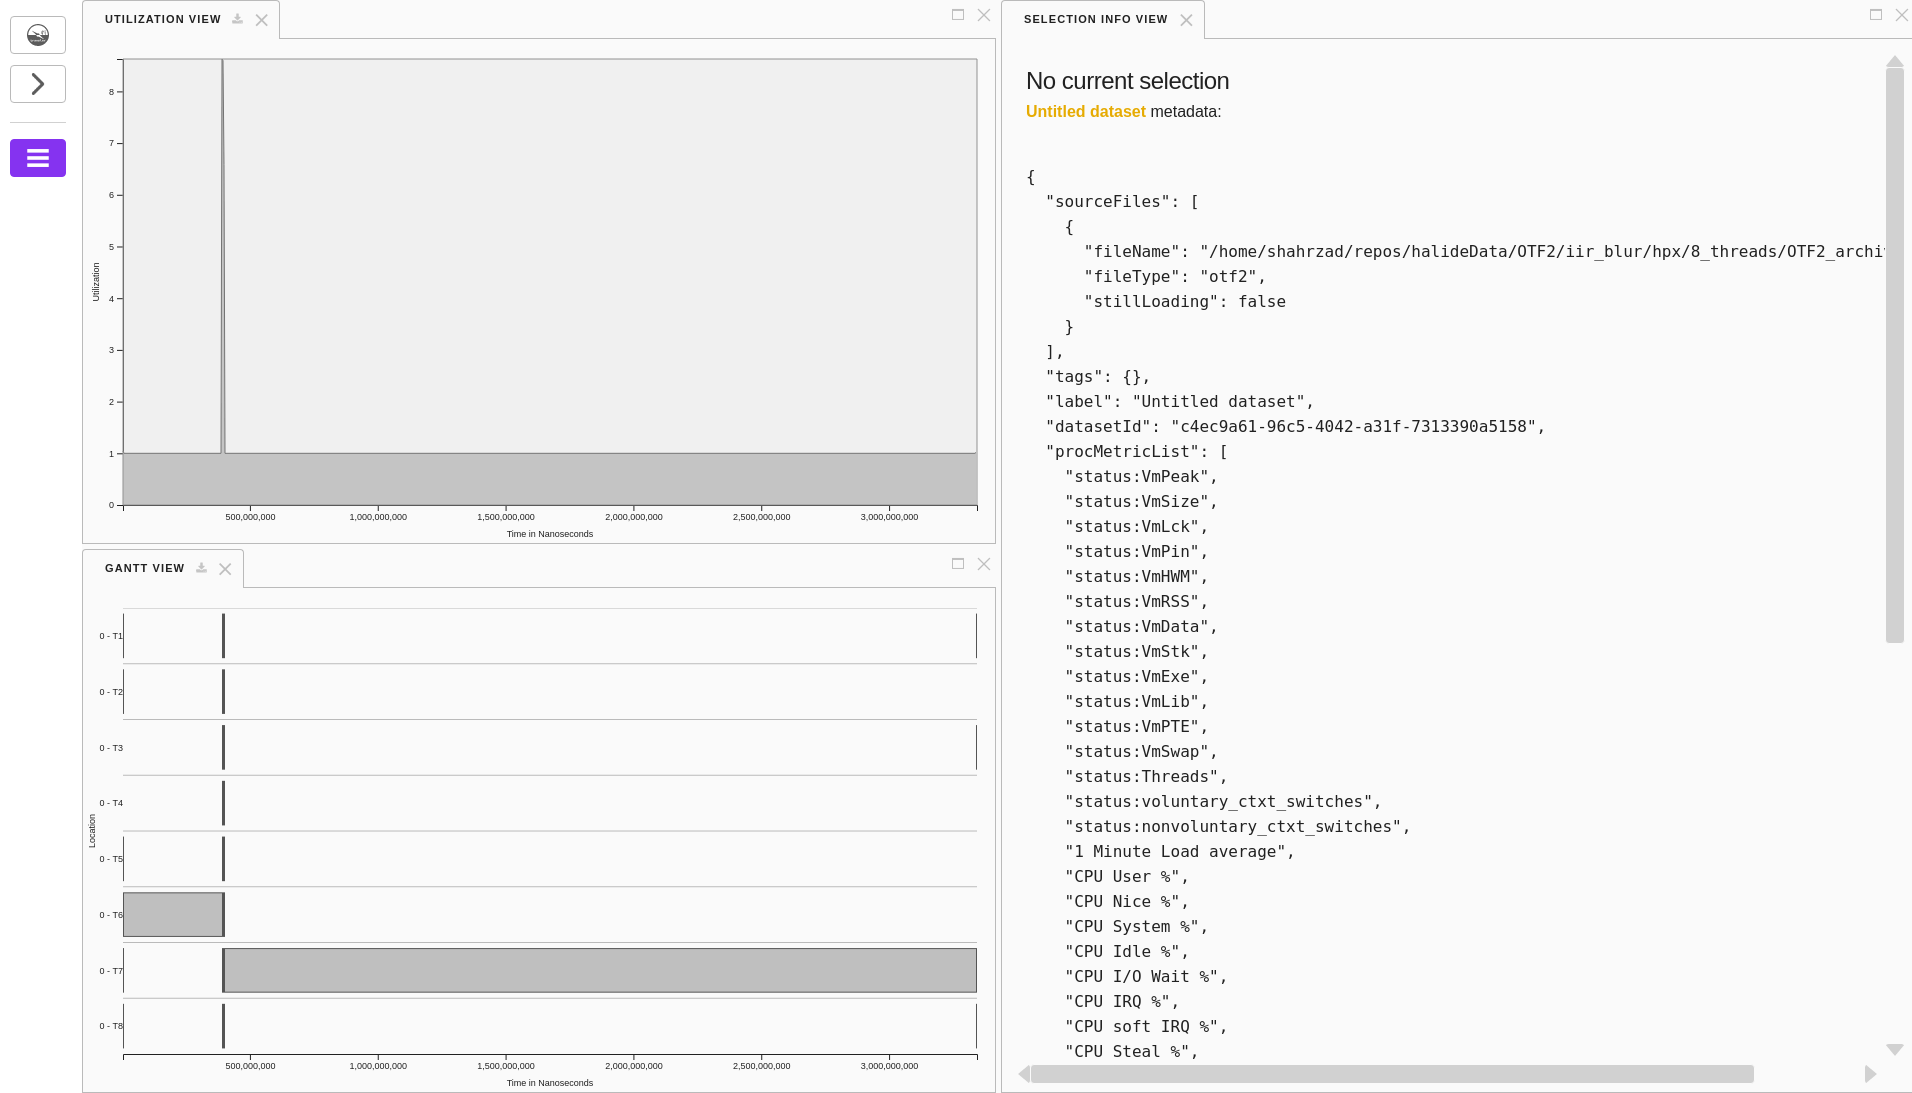 UTILIZATION VIEW
8
7
6
5
4
3
2
1
0
Utilization
500,000,000
1,000,000,000
1,500,000,000
2,000,000,000
2,500,000,000
3,000,000,000
Time in Nanoseconds
GANTT VIEW
0 - T1
0 - T2
0 - T3
0 - T4
0 - T5
0 - T6
0 - T7
0 - T8
Location
500,000,000
1,000,000,000
1,500,000,000
2,000,000,000
2,500,000,000
3,000,000,000
Time in Nanoseconds
SELECTION INFO VIEW
No current selection
Untitled dataset metadata:
{
"sourceFiles": [
{
"fileName": "/home/shahrzad/repos/halideData/OTF2/iir_blur/hpx/8_threads/OTF2_archi
"fileType": "otf2",
"stillLoading": false
}
],
"tags": {},
"label": "Untitled dataset",
"datasetId": "c4ec9a61-96c5-4042-a31f-7313390a5158",
"procMetricList": [
"status:VmPeak",
"status:VmSize",
"status:VmLck",
"status:VmPin",
"status:VmHWM",
"status:VmRSS",
"status:VmData",
"status:VmStk",
"status:VmExe",
"status:VmLib",
"status:VmPTE",
"status:VmSwap",
"status:Threads",
"status:voluntary_ctxt_switches",
"status:nonvoluntary_ctxt_switches",
"1 Minute Load average",
"CPU User %",
"CPU Nice %",
"CPU System %",
"CPU Idle %",
"CPU I/O Wait %",
"CPU IRQ %",
"CPU soft IRQ %",
"CPU Steal %",